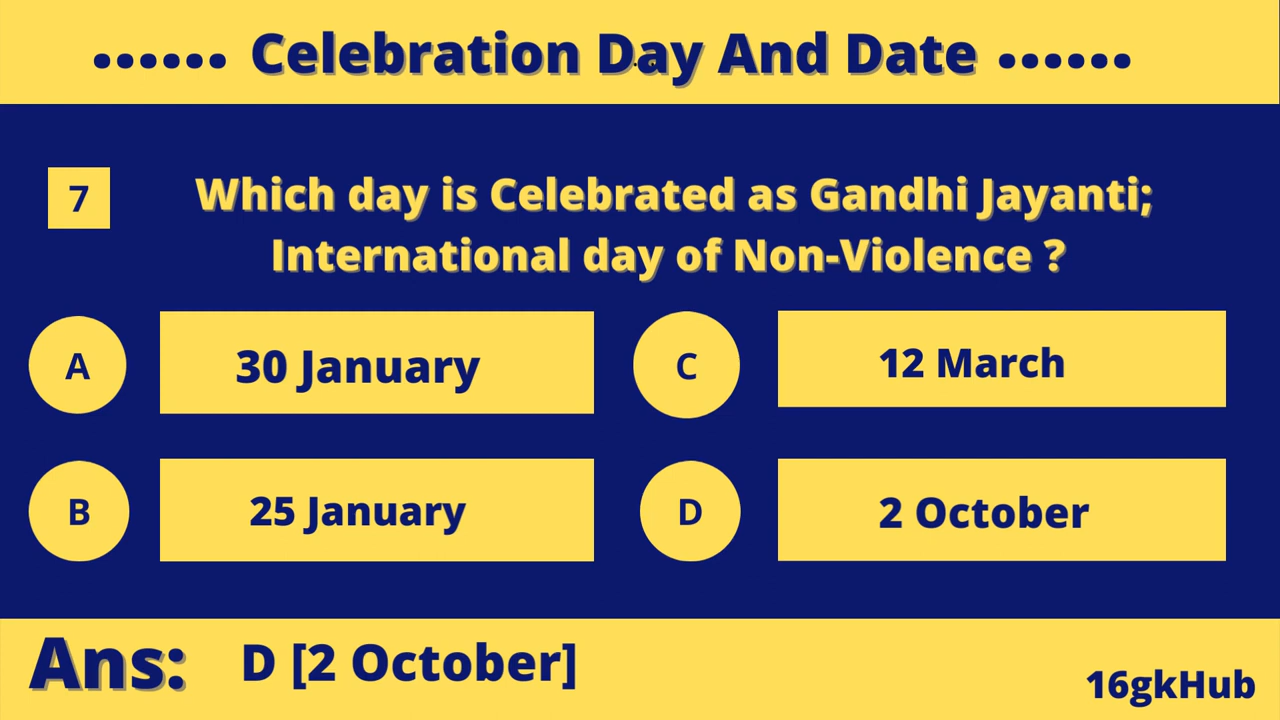 ...... Celebration Day And Date ......
7
Which day is Celebrated as Gandhi Jayanti;
International day of Non-Violence ?
A
30 January
C
12 March
B
25 January
D
2 October
Ans: D [2 October]
16gkHub